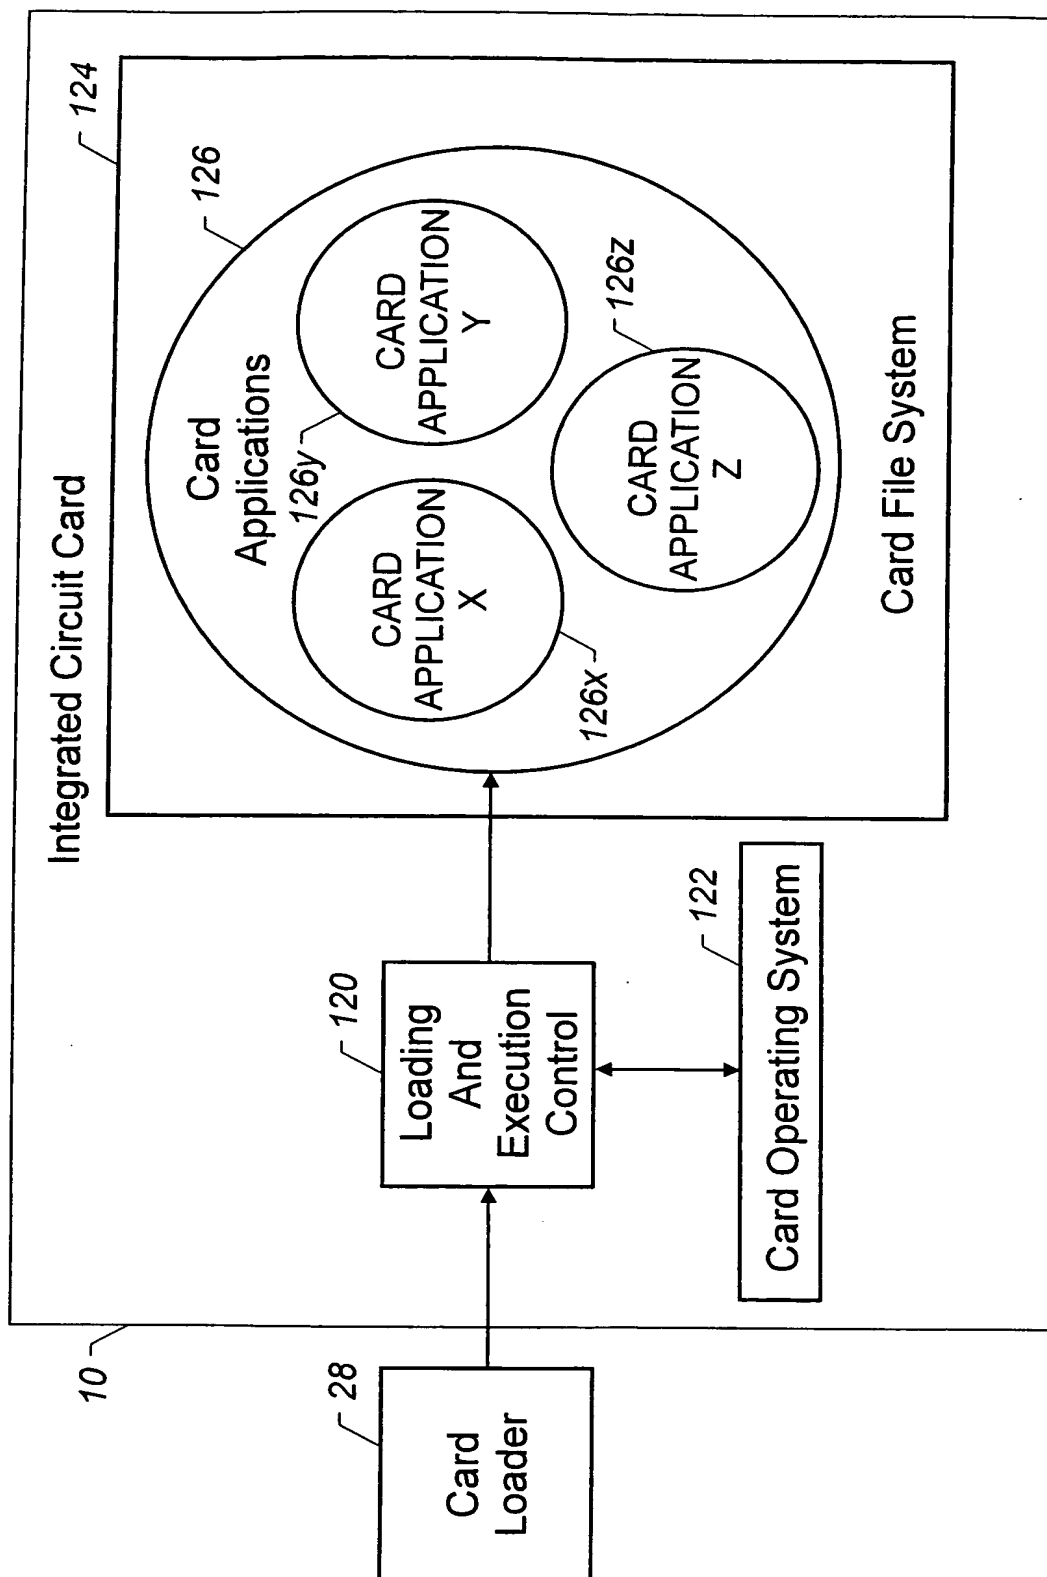 Integrated Circuit Card
10
124
126
Card
Applications
126y
CARD
APPLICATION
X
126x
CARD
APPLICATION
Y
CARD
APPLICATION
Z
126z
Card File System
28
Card
Loader
120
Loading
And
Execution
Control
122
Card Operating System